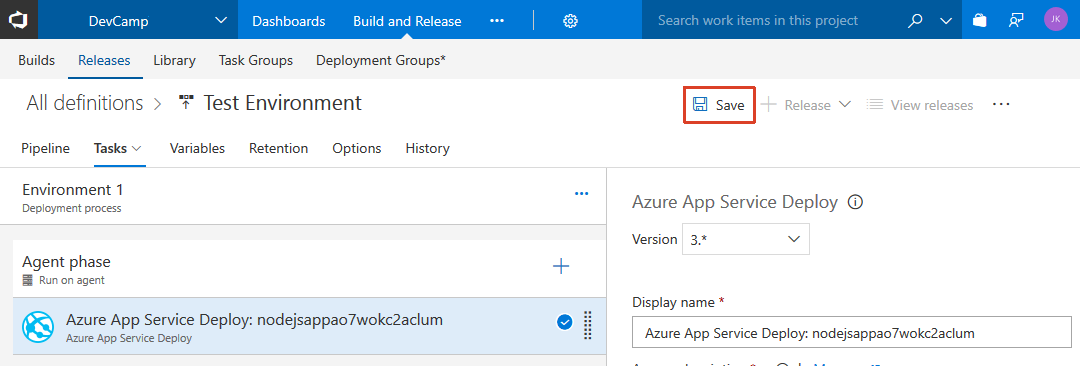 DevCamp Dashboards Build and Release ••• Search work items in this project JK
Builds Releases Library Task Groups Deployment Groups*
All definitions > Test Environment Save Release View releases •••
Pipeline Tasks Variables Retention Options History
Environment 1 •••
Deployment process
Azure App Service Deploy
Version 3.*
Agent phase
Run on agent
Display name *
Azure App Service Deploy: nodejsappao7wokc2aclum
Azure App Service Deploy
Azure App Service Deploy: nodejsappao7wokc2aclum